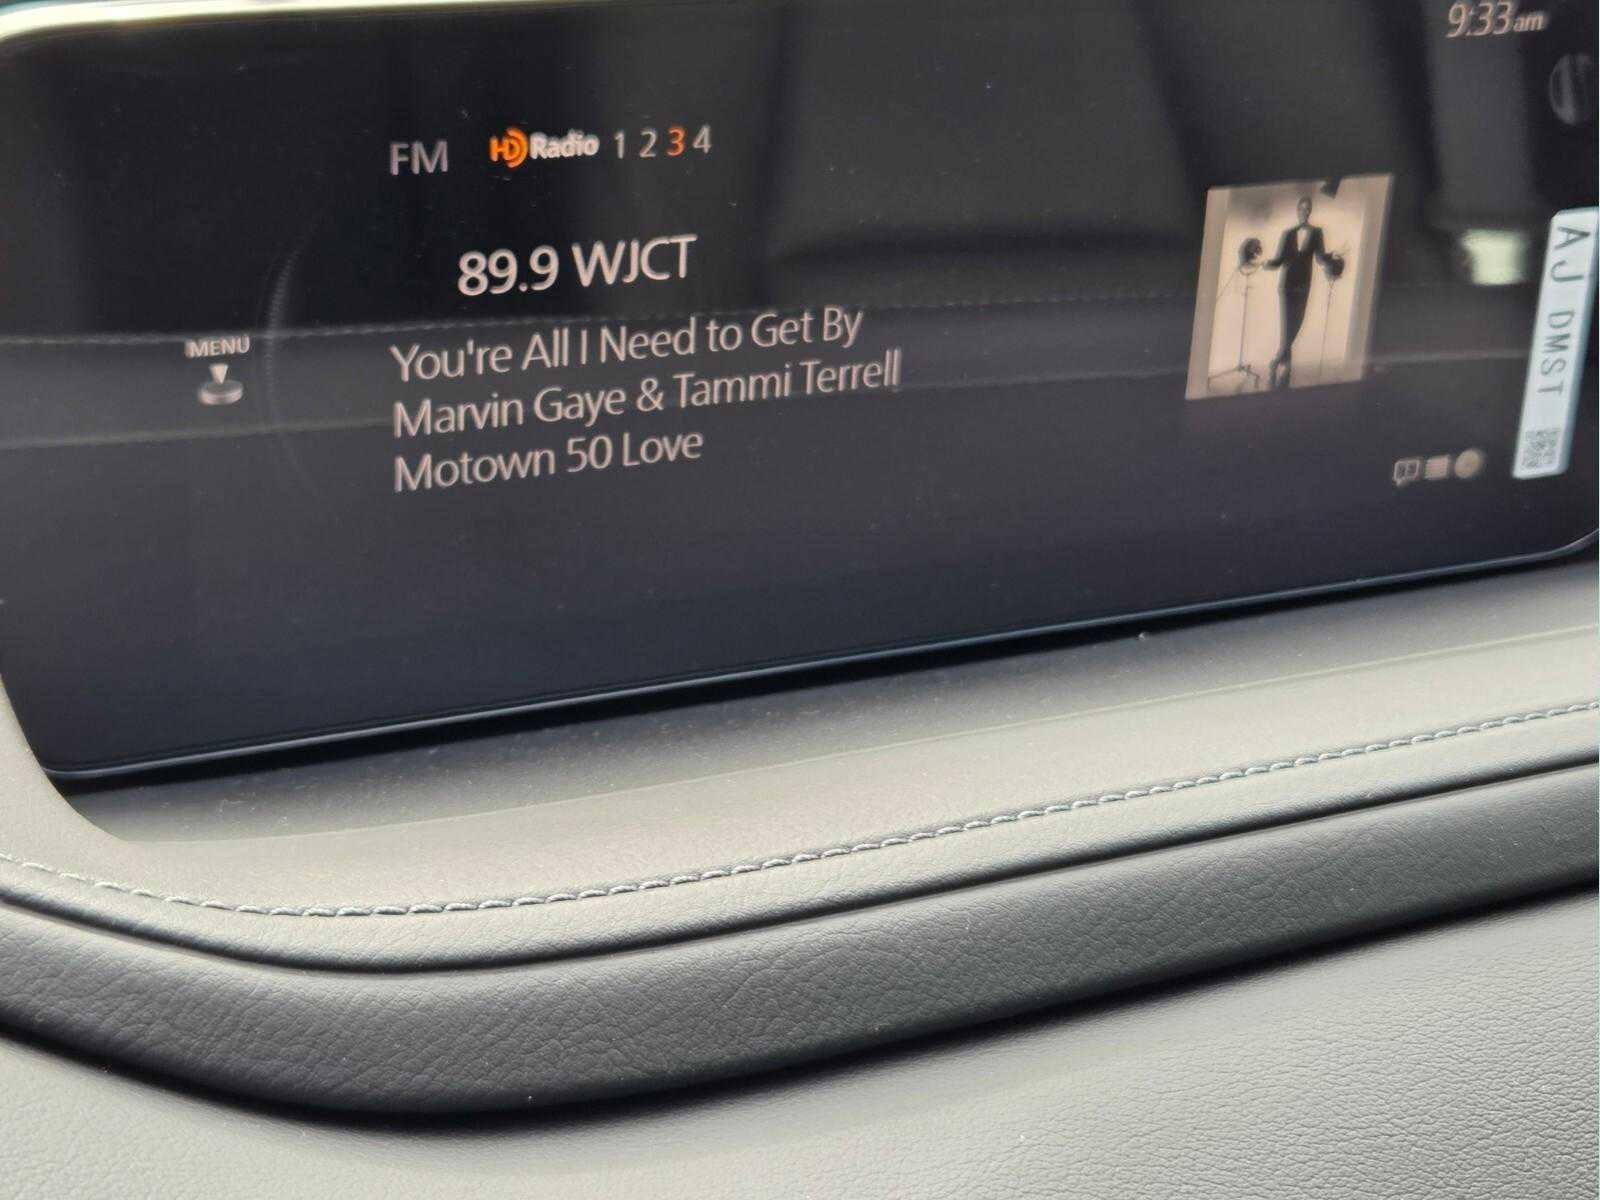 9:33am
FM HD Radio 1 2 3 4
89.9 WJCT
MENU
You're All I Need to Get By
Marvin Gaye & Tammi Terrell
Motown 50 Love
AJ DMST